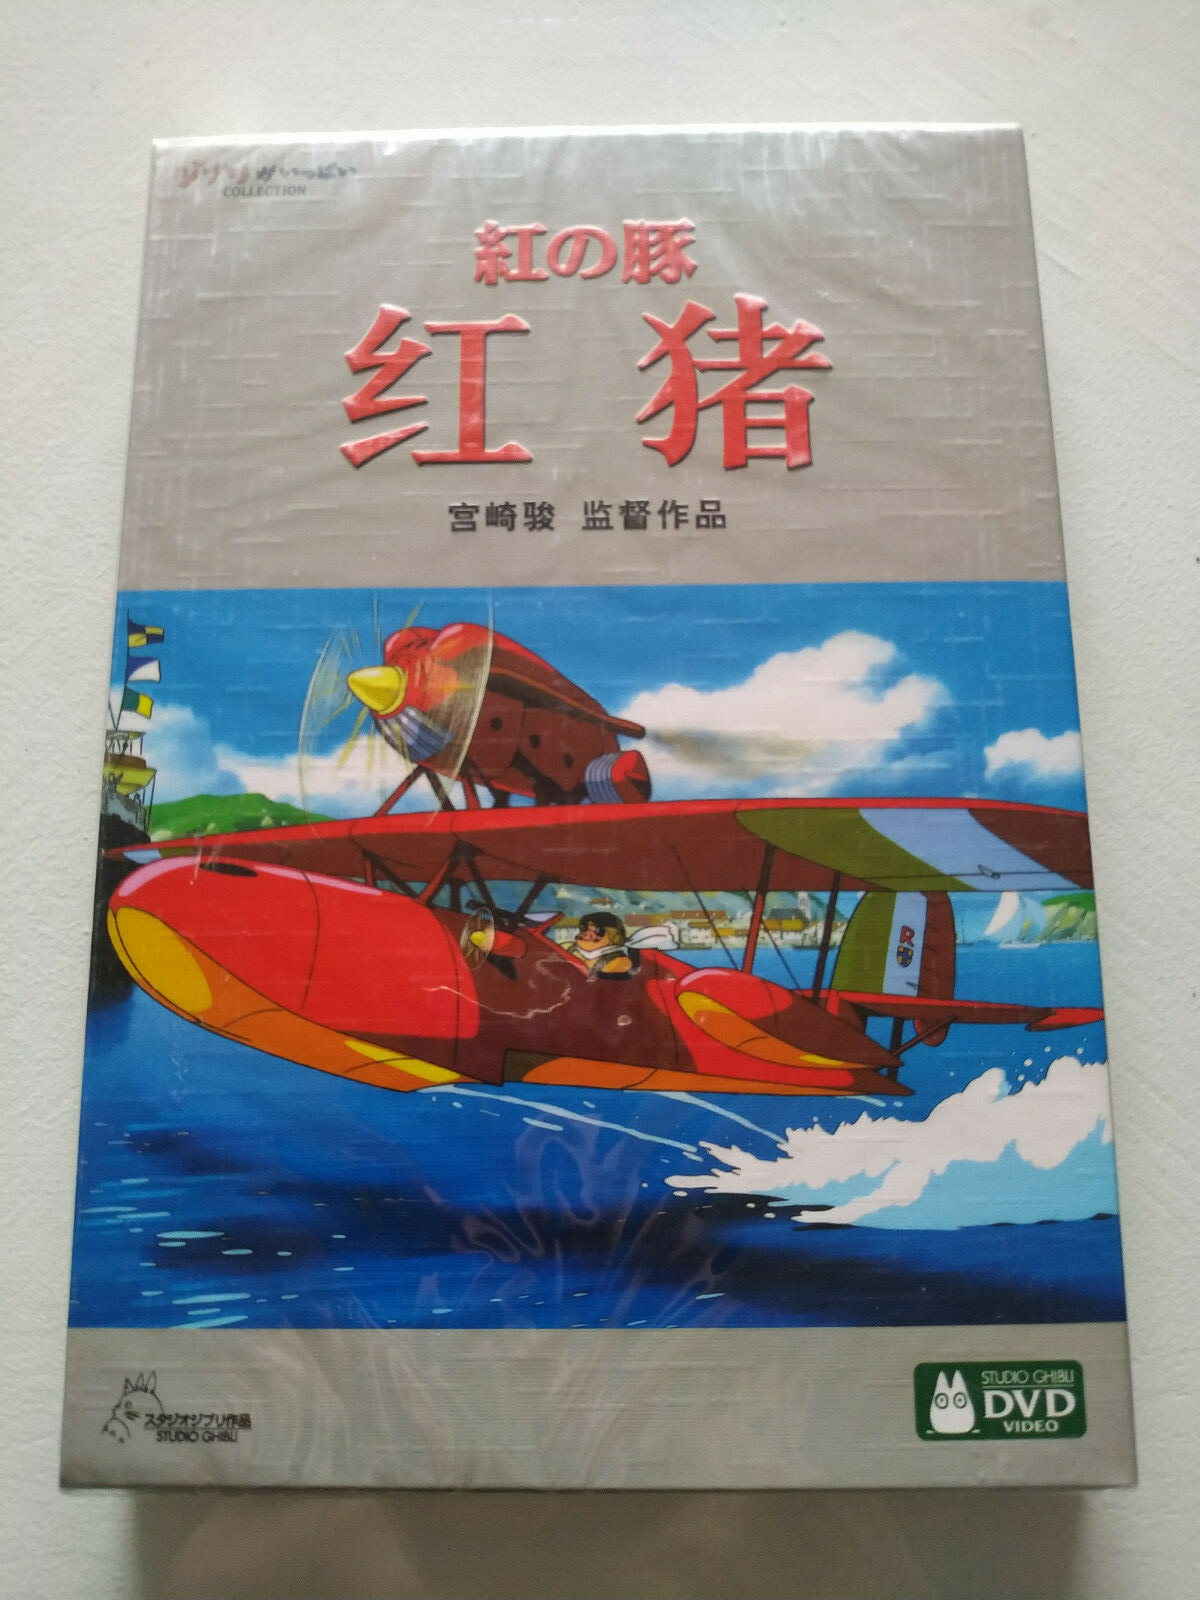 ジブリがいっぱい
COLLECTION
紅の豚
红猪
宫崎骏 监督作品
R
スタジオジブリ作品
STUDIO GHIBLI
STUDIO GHIBLI
DVD
VIDEO